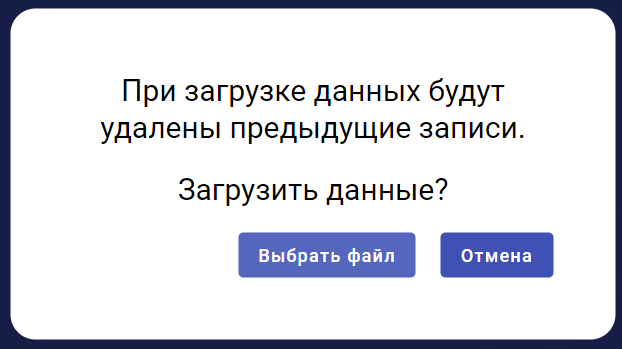 При загрузке данных будут
удалены предыдущие записи.
Загрузить данные?
Выбрать файл
Отмена